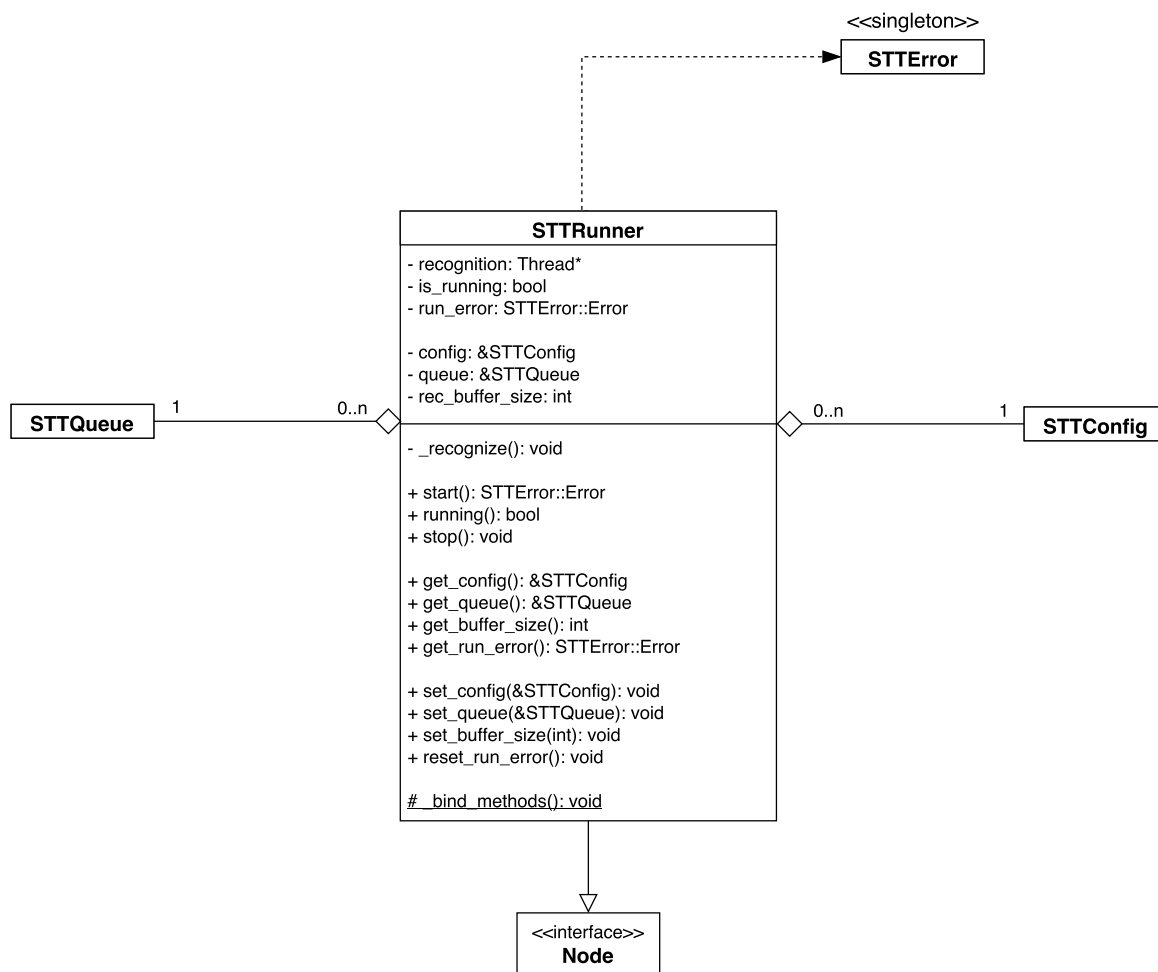 <<singleton>>
STTError
STTRunner
- recognition: Thread*
- is_running: bool
- run_error: STTError::Error
- config: &STTConfig
- queue: &STTQueue
- rec_buffer_size: int
1
0..n
STTQueue
0..n
1
STTConfig
- _recognize(): void
+ start(): STTError::Error
+ running(): bool
+ stop(): void
+ get_config(): &STTConfig
+ get_queue(): &STTQueue
+ get_buffer_size(): int
+ get_run_error(): STTError::Error
+ set_config(&STTConfig): void
+ set_queue(&STTQueue): void
+ set_buffer_size(int): void
+ reset_run_error(): void
# _bind_methods(): void
<<interface>>
Node